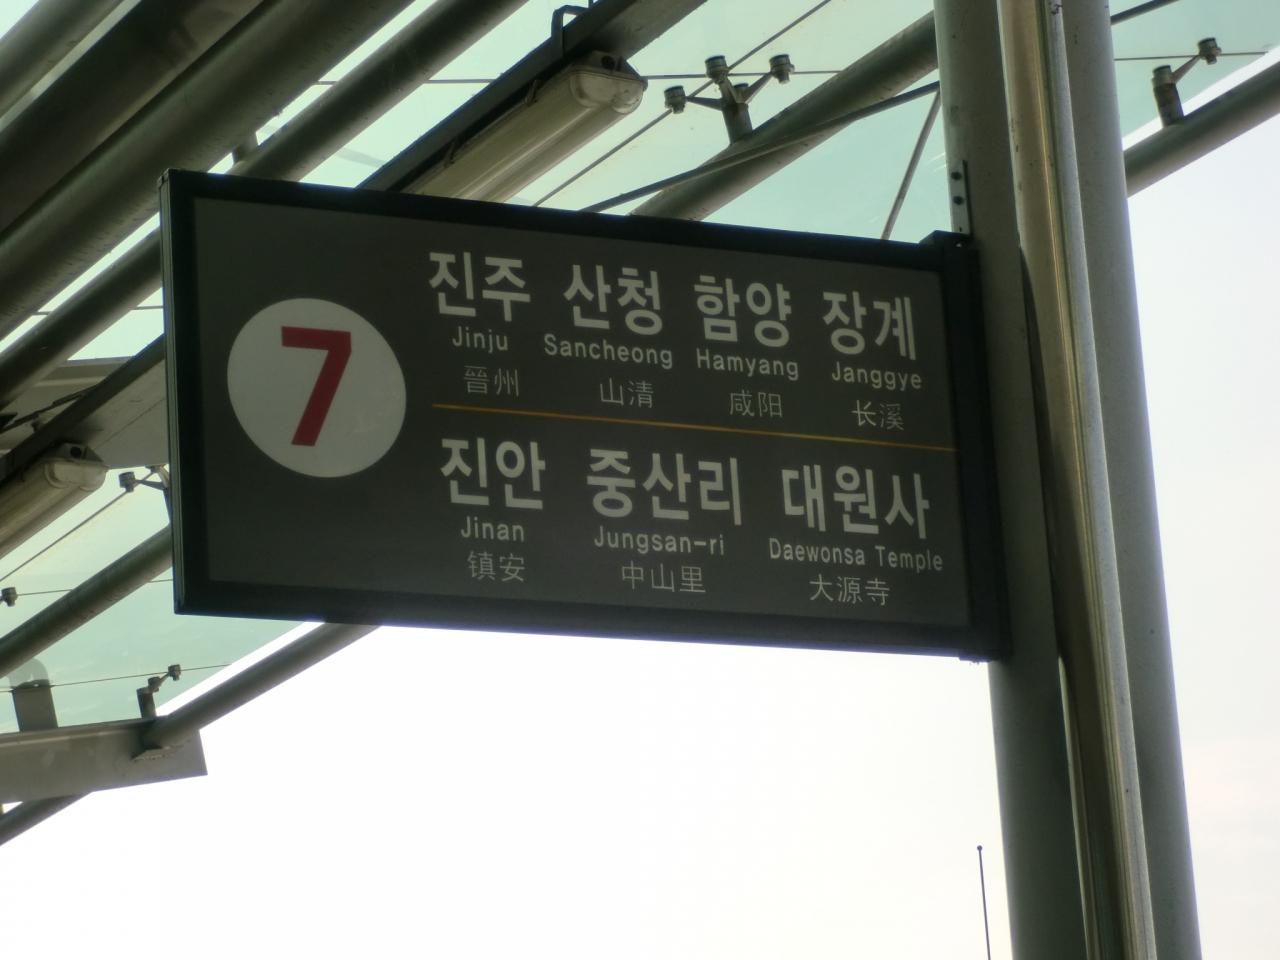 7
진주 산청 함양 장계
Jinju Sancheong Hamyang Janggye
晉州 山清 咸阳 长溪
진안 중산리 대원사
Jinan Jungsan-ri Daewonsa Temple
镇安 中山里 大源寺